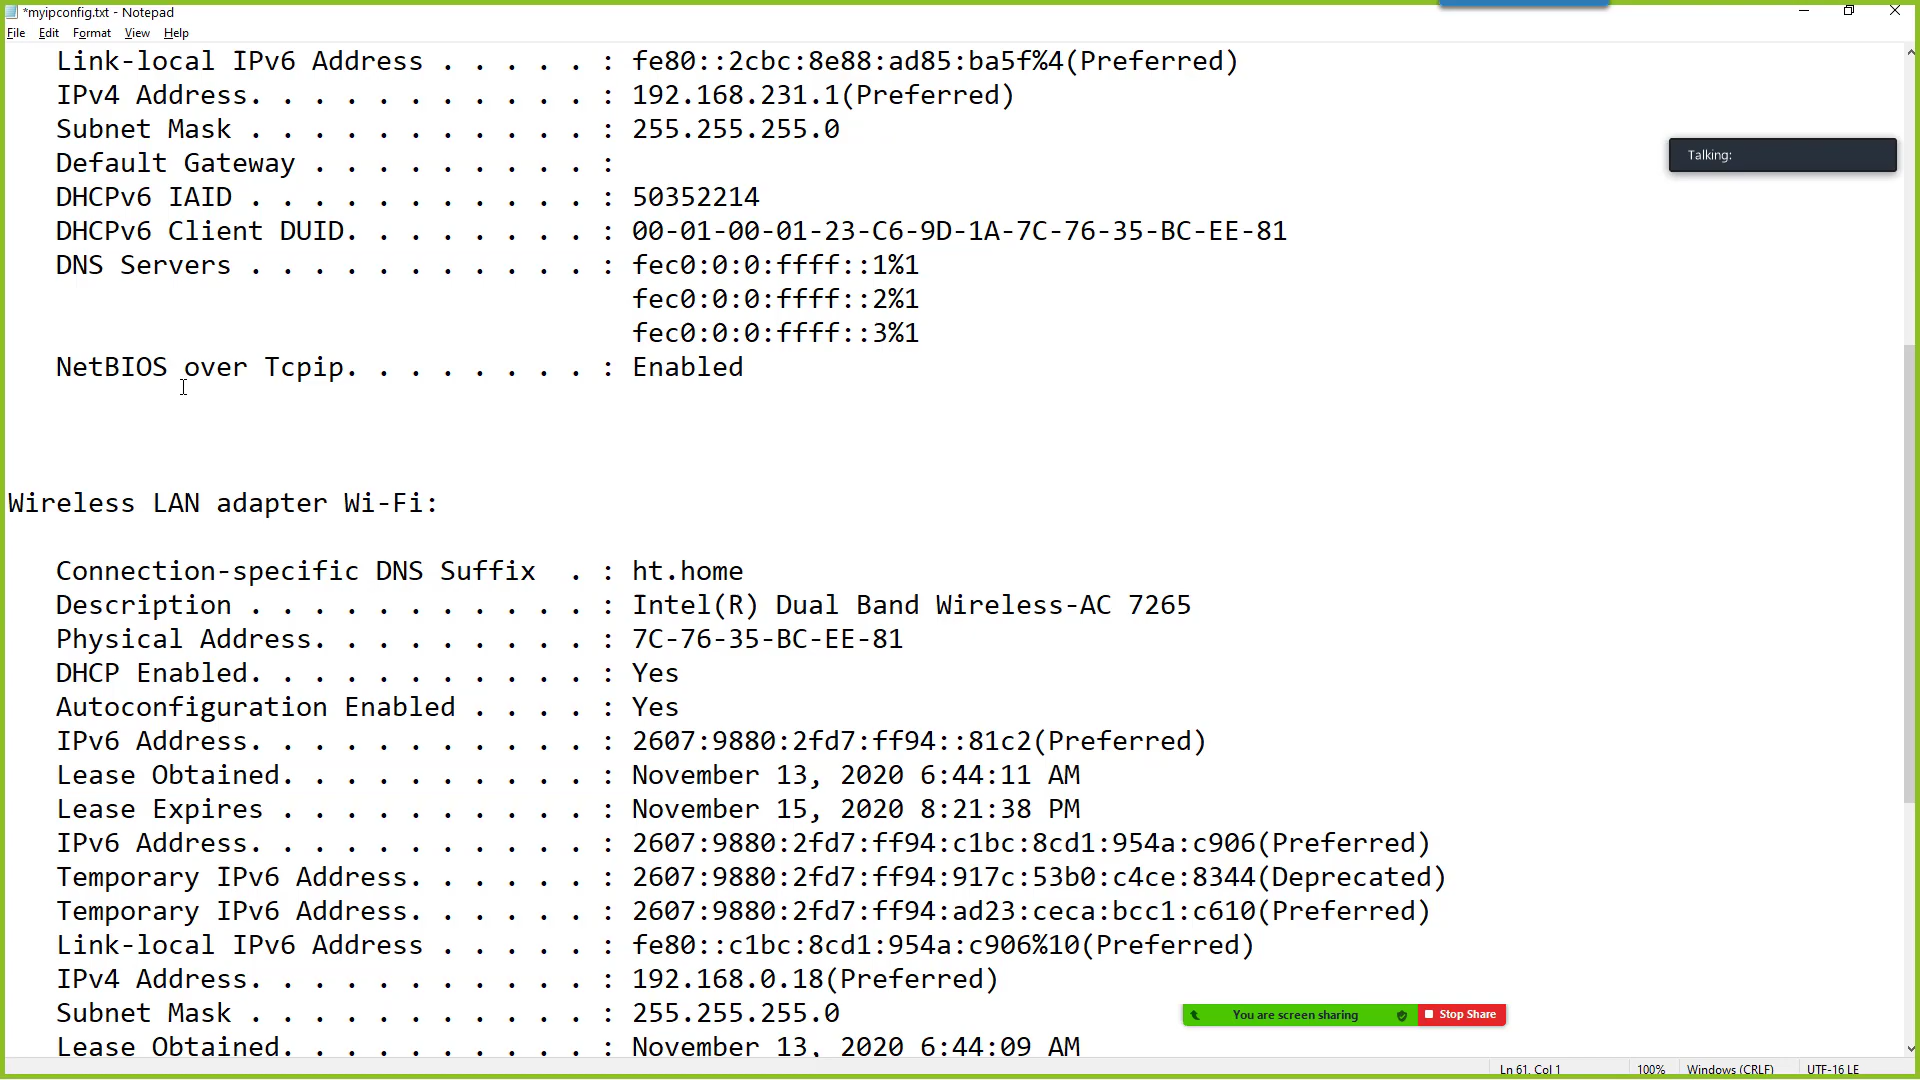 *myipconfig.txt - Notepad
File Edit Format View Help
Link-local IPv6 Address . . . . . : fe80::2cbc:8e88:ad85:ba5f%4(Preferred)
IPv4 Address. . . . . . . . . . . : 192.168.231.1(Preferred)
Subnet Mask . . . . . . . . . . . : 255.255.255.0
Default Gateway . . . . . . . . . :
DHCPv6 IAID . . . . . . . . . . . : 50352214
DHCPv6 Client DUID. . . . . . . . : 00-01-00-01-23-C6-9D-1A-7C-76-35-BC-EE-81
DNS Servers . . . . . . . . . . . : fec0:0:0:ffff::1%1
fec0:0:0:ffff::2%1
fec0:0:0:ffff::3%1
NetBIOS over Tcpip. . . . . . . . : Enabled
Talking:
Wireless LAN adapter Wi-Fi:
Connection-specific DNS Suffix  . : ht.home
Description . . . . . . . . . . . : Intel(R) Dual Band Wireless-AC 7265
Physical Address. . . . . . . . . : 7C-76-35-BC-EE-81
DHCP Enabled. . . . . . . . . . . : Yes
Autoconfiguration Enabled . . . . : Yes
IPv6 Address. . . . . . . . . . . : 2607:9880:2fd7:ff94::81c2(Preferred)
Lease Obtained. . . . . . . . . . : November 13, 2020 6:44:11 AM
Lease Expires . . . . . . . . . . : November 15, 2020 8:21:38 PM
IPv6 Address. . . . . . . . . . . : 2607:9880:2fd7:ff94:c1bc:8cd1:954a:c906(Preferred)
Temporary IPv6 Address. . . . . . : 2607:9880:2fd7:ff94:917c:53b0:c4ce:8344(Deprecated)
Temporary IPv6 Address. . . . . . : 2607:9880:2fd7:ff94:ad23:ceca:bcc1:c610(Preferred)
Link-local IPv6 Address . . . . . : fe80::c1bc:8cd1:954a:c906%10(Preferred)
IPv4 Address. . . . . . . . . . . : 192.168.0.18(Preferred)
Subnet Mask . . . . . . . . . . . : 255.255.255.0
You are screen sharing Stop Share
Lease Obtained. . . . . . . . . . : November 13, 2020 6:44:09 AM
Ln 61, Col 1 100% Windows (CRLF) UTF-16 LE